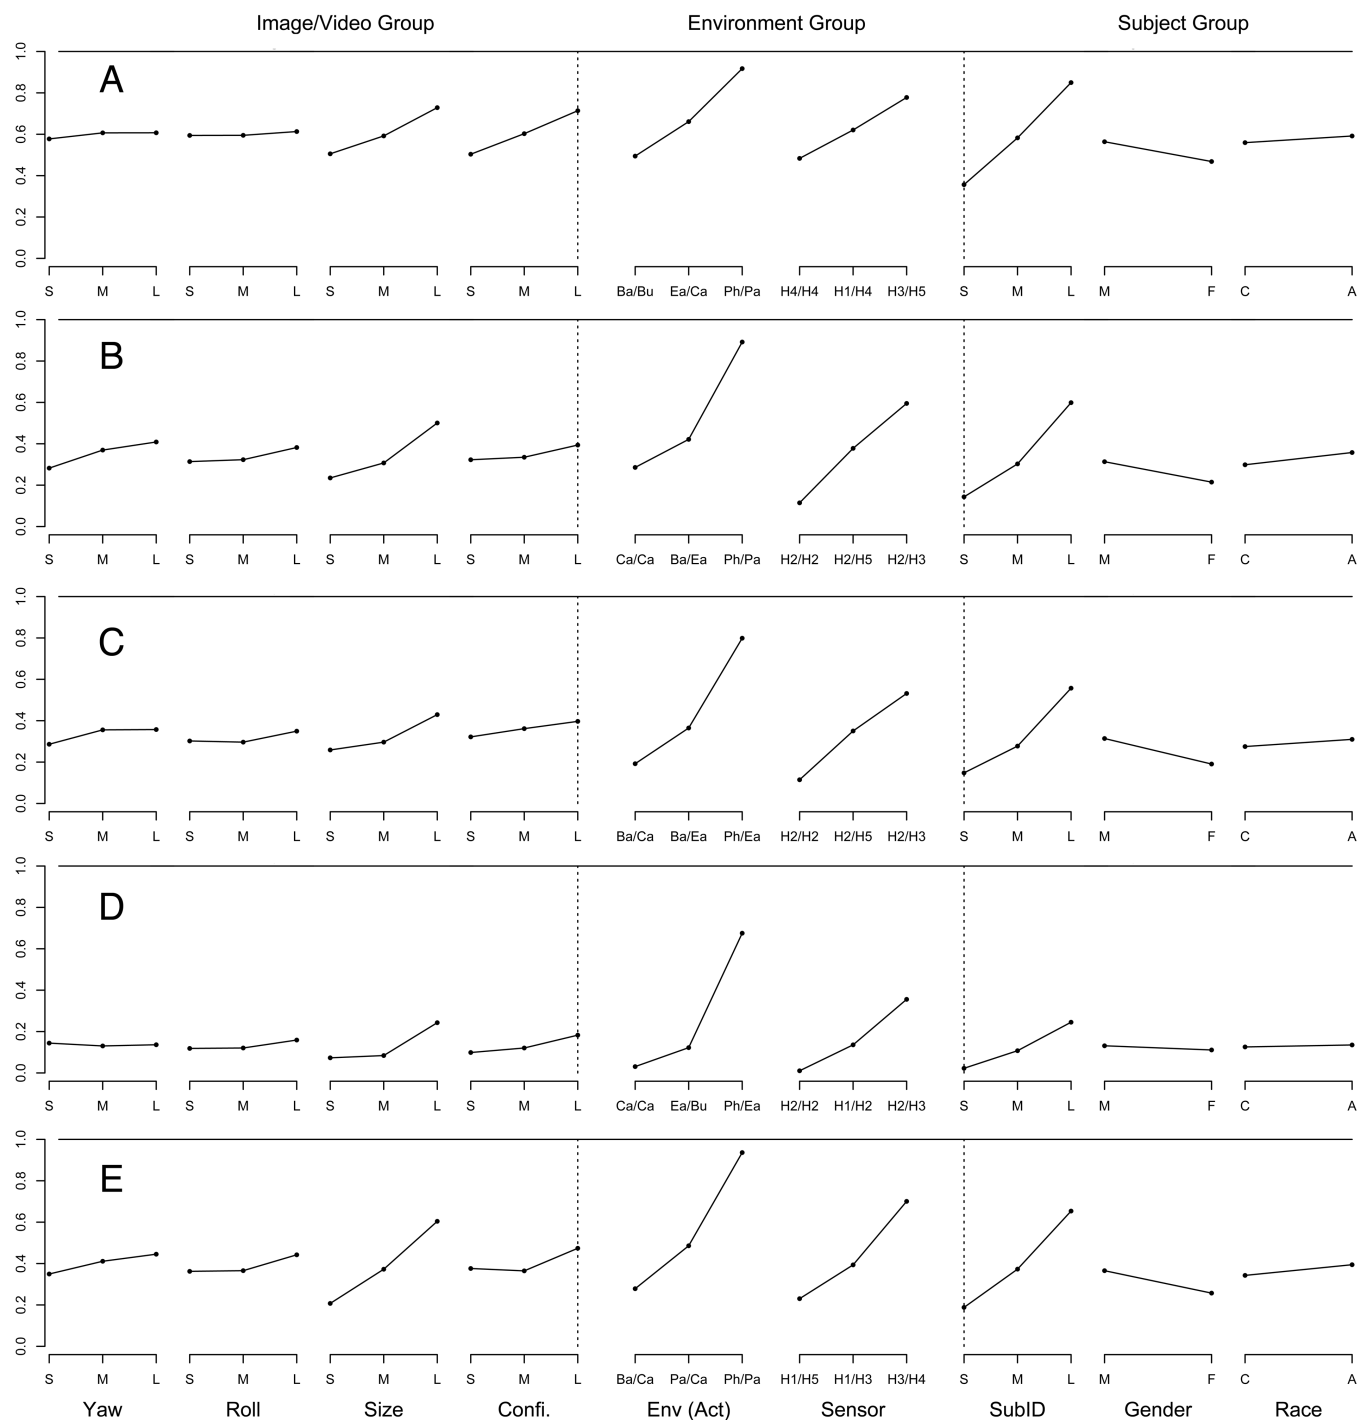 Image/Video Group Environment Group Subject Group
A
0.0 0.2 0.4 0.6 0.8 1.0
S M L S M L S M L S M L Ba/Bu Ea/Ca Ph/Pa H4/H4 H1/H4 H3/H5 S M L M F C A
B
0.0 0.2 0.4 0.6 0.8 1.0
S M L S M L S M L S M L Ca/Ca Ba/Ea Ph/Pa H2/H2 H2/H5 H2/H3 S M L M F C A
C
0.0 0.2 0.4 0.6 0.8 1.0
S M L S M L S M L S M L Ba/Ca Ba/Ea Ph/Ea H2/H2 H2/H5 H2/H3 S M L M F C A
D
0.0 0.2 0.4 0.6 0.8 1.0
S M L S M L S M L S M L Ca/Ca Ea/Bu Ph/Ea H2/H2 H1/H2 H2/H3 S M L M F C A
E
0.0 0.2 0.4 0.6 0.8 1.0
S M L S M L S M L S M L Ba/Ca Pa/Ca Ph/Pa H1/H5 H1/H3 H3/H4 S M L M F C A
Yaw Roll Size Confi. Env (Act) Sensor SubID Gender Race